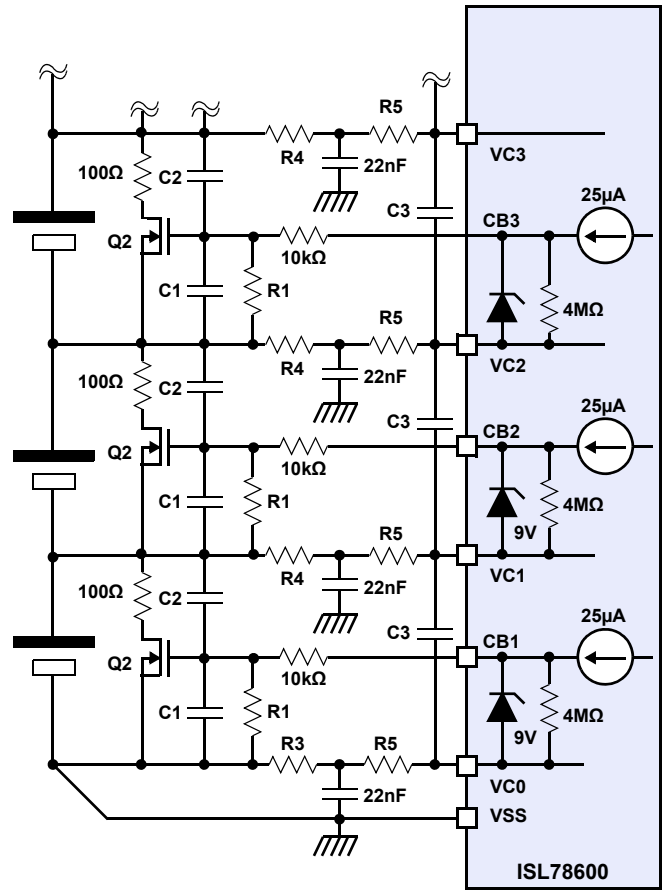 R5
VC3
R4
22nF
100Ω
C2
25µA
C3
CB3
Q2
10kΩ
C1
R1
4MΩ
R5
VC2
R4
22nF
100Ω
C2
25µA
C3
CB2
Q2
10kΩ
C1
R1
4MΩ
9V
R5
VC1
R4
22nF
100Ω
C2
25µA
C3
CB1
Q2
10kΩ
C1
R1
4MΩ
9V
R3
R5
VC0
22nF
VSS
ISL78600